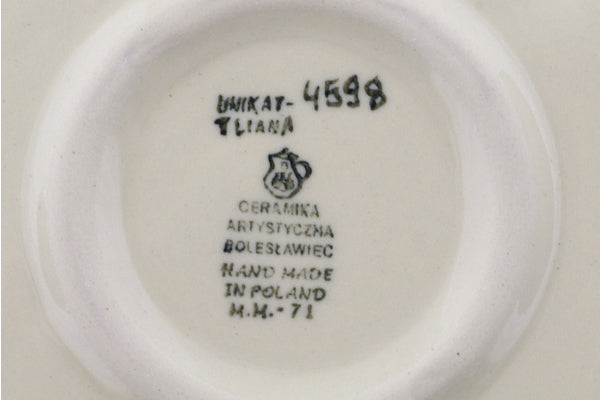 UNIKAT- 4598
TLIANA
CERAMIKA
ARTYSTYCZNA
BOLESŁAWIEC
HAND MADE
IN POLAND
M.M.-71